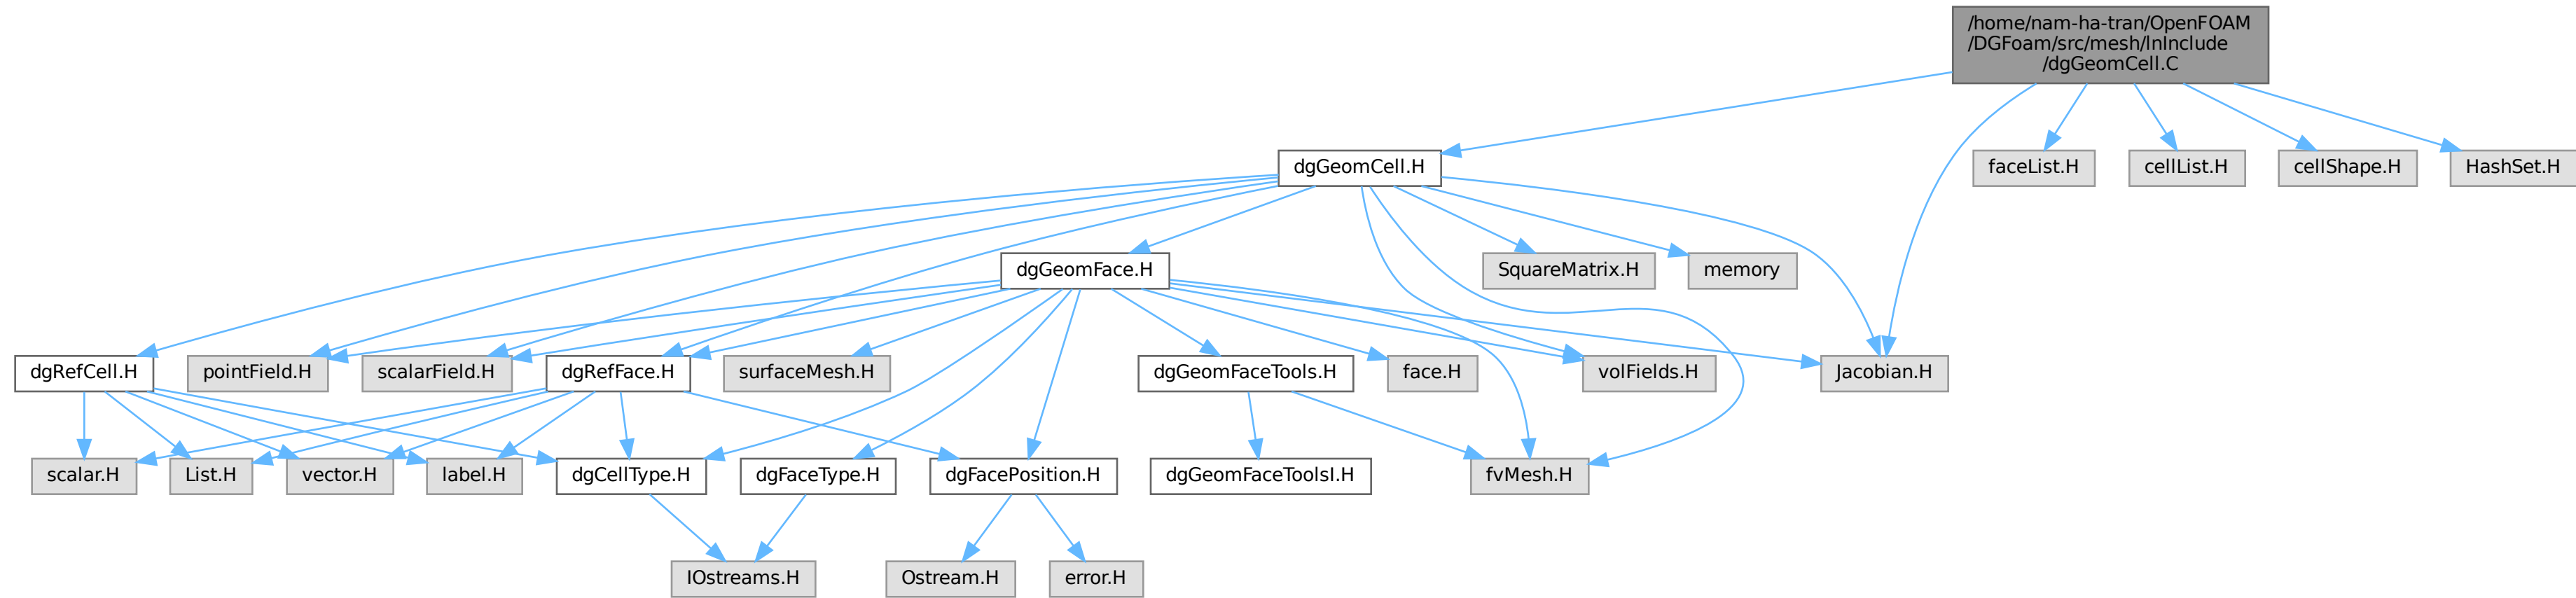 /home/nam-ha-tran/OpenFOAM
/DGFoam/src/mesh/lnInclude
/dgGeomCell.C
dgGeomCell.H
faceList.H
cellList.H
cellShape.H
HashSet.H
dgGeomFace.H
SquareMatrix.H
memory
dgRefCell.H
pointField.H
scalarField.H
dgRefFace.H
surfaceMesh.H
dgGeomFaceTools.H
face.H
volFields.H
Jacobian.H
scalar.H
List.H
vector.H
label.H
dgCellType.H
dgFaceType.H
dgFacePosition.H
dgGeomFaceToolsI.H
fvMesh.H
IOstreams.H
Ostream.H
error.H